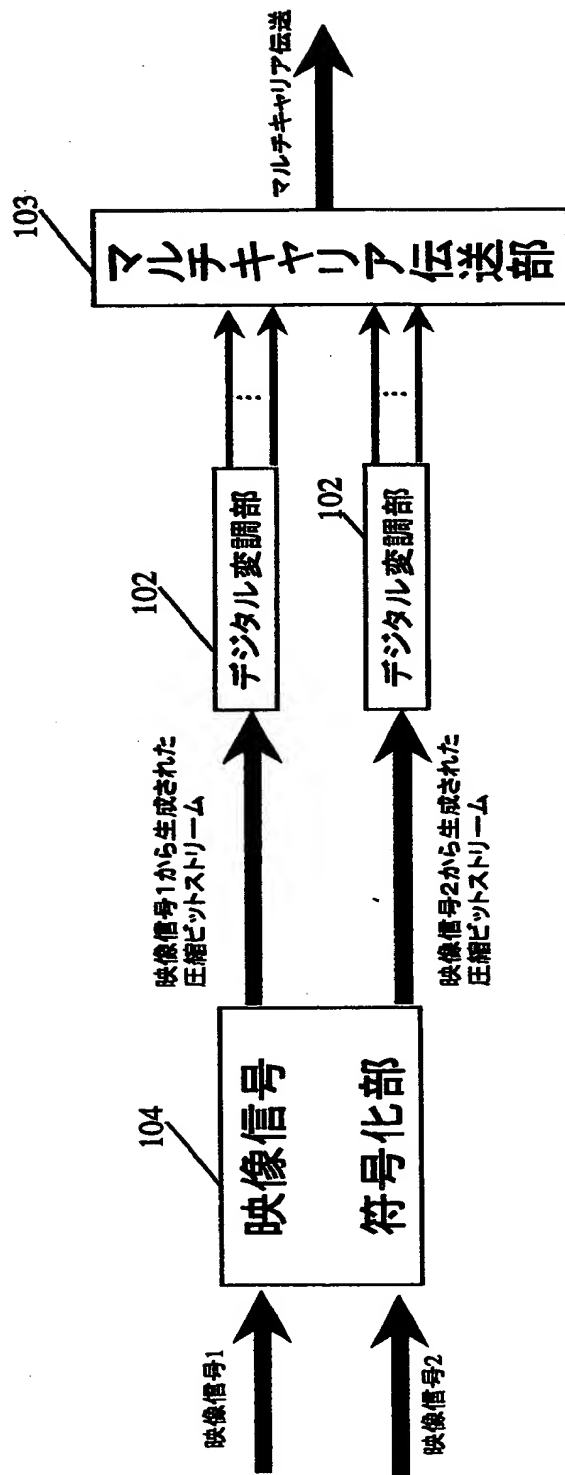 映像信号1
映像信号2
104
映像信号
符号化部
映像信号1から生成された
圧縮ビットストリーム
映像信号2から生成された
圧縮ビットストリーム
102
デジタル変調部
102
デジタル変調部
103
マルチキャリア伝送部
マルチキャリア伝送